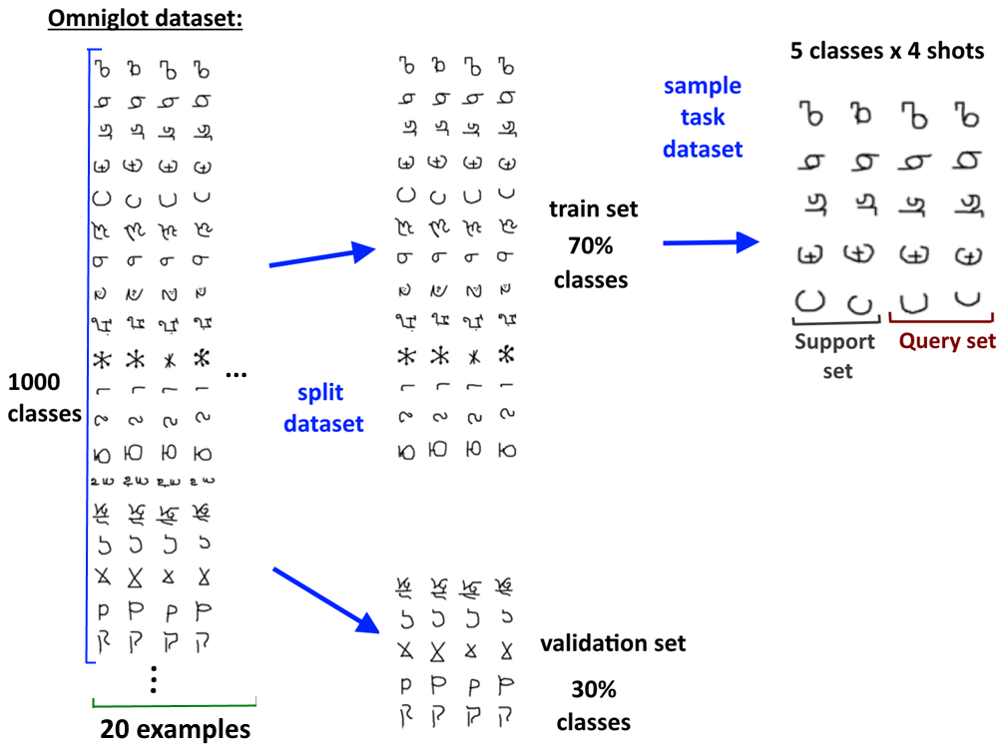 Omniglot dataset:
1000
classes
...
20 examples
split
dataset
train set
70%
classes
validation set
30%
classes
sample
task
dataset
5 classes x 4 shots
Support
set
Query set